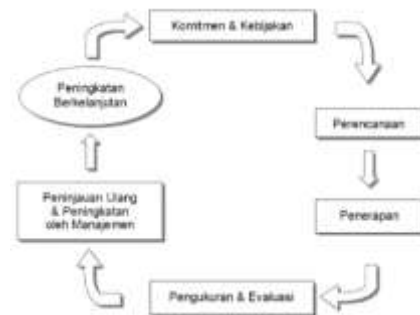 Komitmen & Kebijakan
Perencanaan
Penerapan
Pengukuran & Evaluasi
Peninjauan Ulang
& Peningkatan
oleh Manajemen
Peningkatan
Berkelanjutan